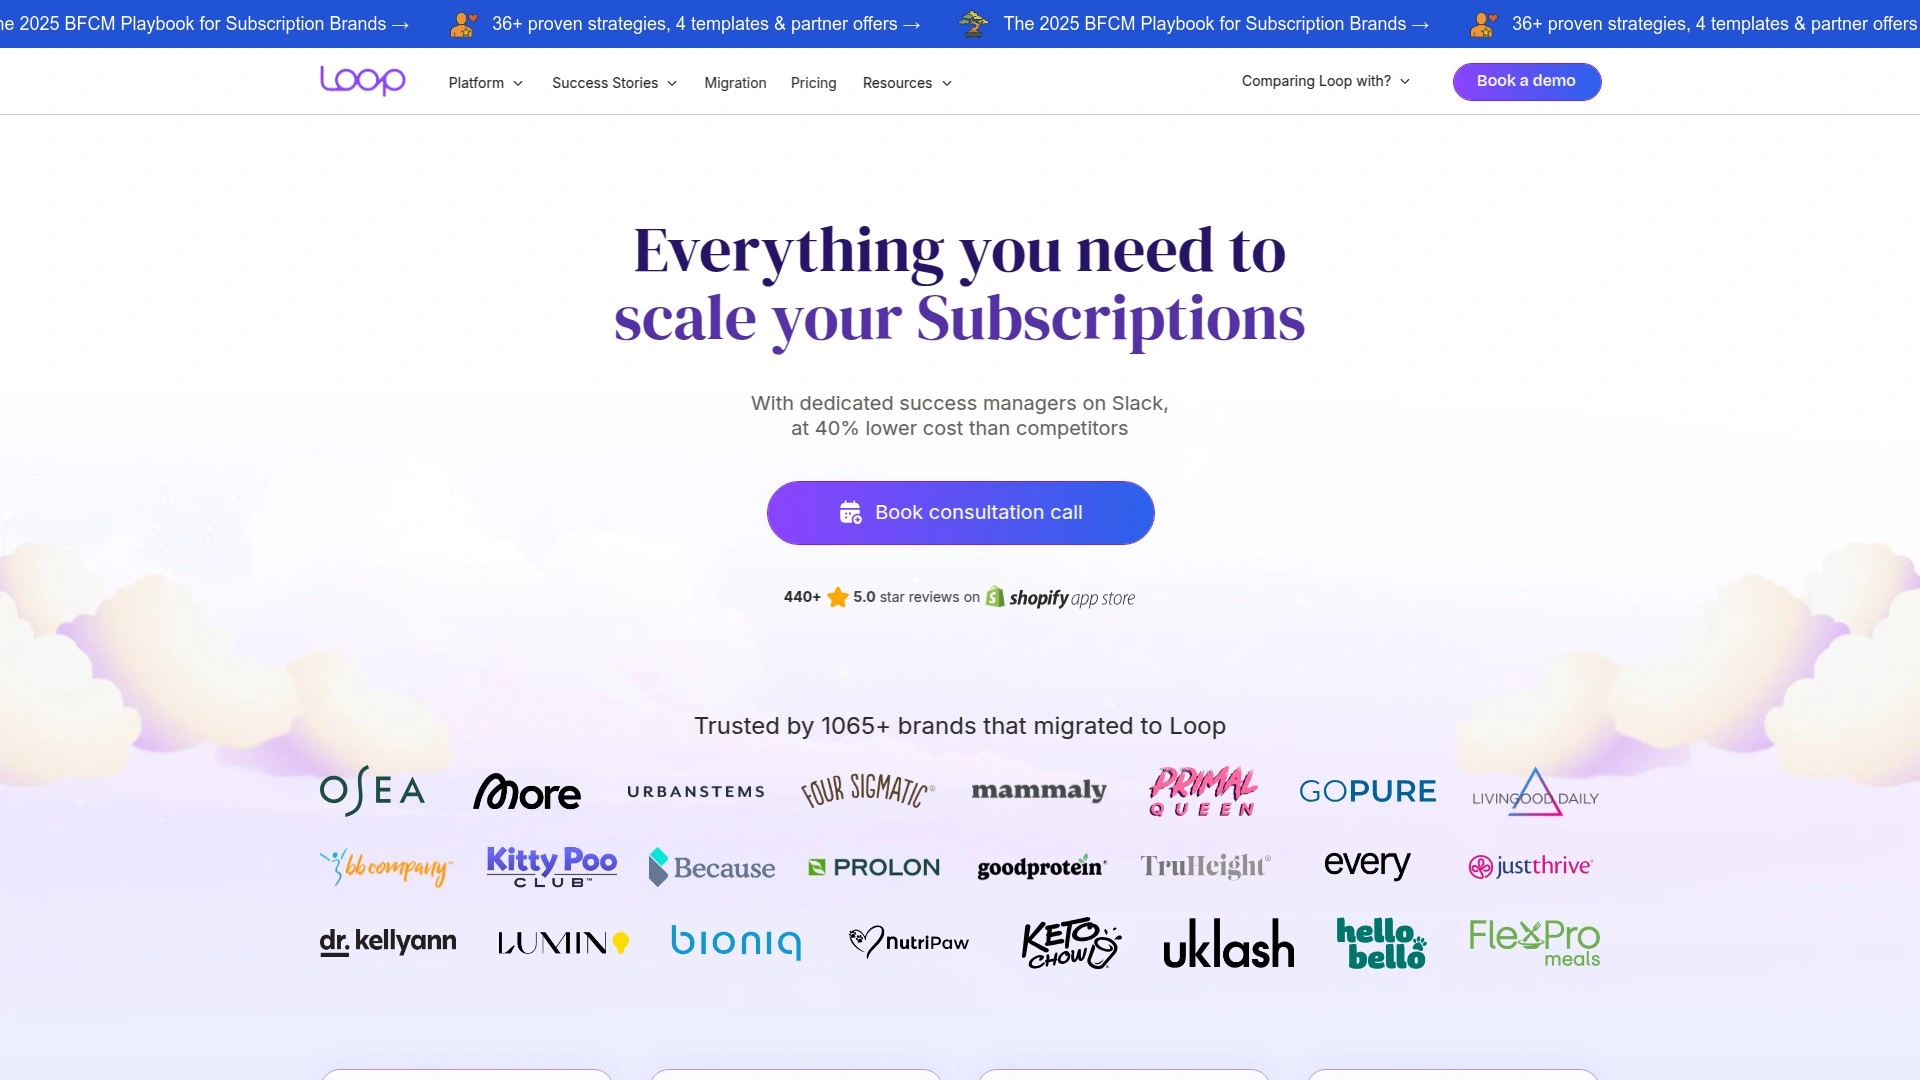 he 2025 BFCM Playbook for Subscription Brands → 36+ proven strategies, 4 templates & partner offers → The 2025 BFCM Playbook for Subscription Brands → 36+ proven strategies, 4 templates & partner offers
Loop Platform Success Stories Migration Pricing Resources Comparing Loop with? Book a demo
Everything you need to
scale your Subscriptions
With dedicated success managers on Slack,
at 40% lower cost than competitors
Book consultation call
440+ 5.0 star reviews on shopify app store
Trusted by 1065+ brands that migrated to Loop
OSEA More URBANSTEMS FOUR SIGMATIC® mammaly PRIMAL QUEEN GOPURE LIVINGOOD DAILY
bb company™ Kitty Poo CLUB™ Because PROLON goodprotein® TruHeight® every justthrive®
dr. kellyann LUMIN bioniq nutriPaw KETO CHOW uklash hello bello FlexPro meals